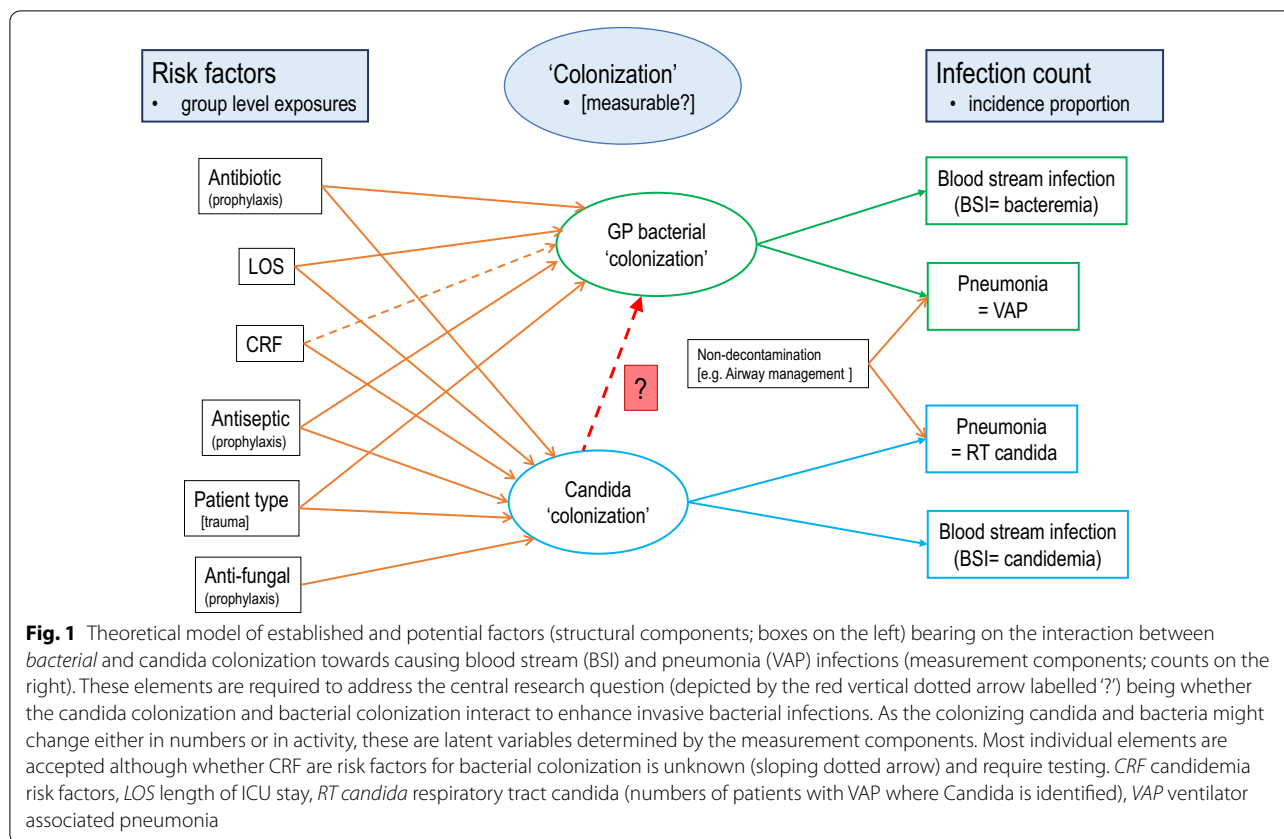 Risk factors
• group level exposures
‘Colonization’
• [measurable?]
Infection count
• incidence proportion
Antibiotic
(prophylaxis)
LOS
CRF
Antiseptic
(prophylaxis)
Patient type
[trauma]
Anti-fungal
(prophylaxis)
GP bacterial
‘colonization’
?
Candida
‘colonization’
Non-decontamination
[e.g. Airway management ]
Blood stream infection
(BSI= bacteremia)
Pneumonia
= VAP
Pneumonia
= RT candida
Blood stream infection
(BSI= candidemia)
Fig. 1 Theoretical model of established and potential factors (structural components; boxes on the left) bearing on the interaction between
bacterial and candida colonization towards causing blood stream (BSI) and pneumonia (VAP) infections (measurement components; counts on the
right). These elements are required to address the central research question (depicted by the red vertical dotted arrow labelled ‘?’) being whether
the candida colonization and bacterial colonization interact to enhance invasive bacterial infections. As the colonizing candida and bacteria might
change either in numbers or in activity, these are latent variables determined by the measurement components. Most individual elements are
accepted although whether CRF are risk factors for bacterial colonization is unknown (sloping dotted arrow) and require testing. CRF candidemia
risk factors, LOS length of ICU stay, RT candida respiratory tract candida (numbers of patients with VAP where Candida is identified), VAP ventilator
associated pneumonia